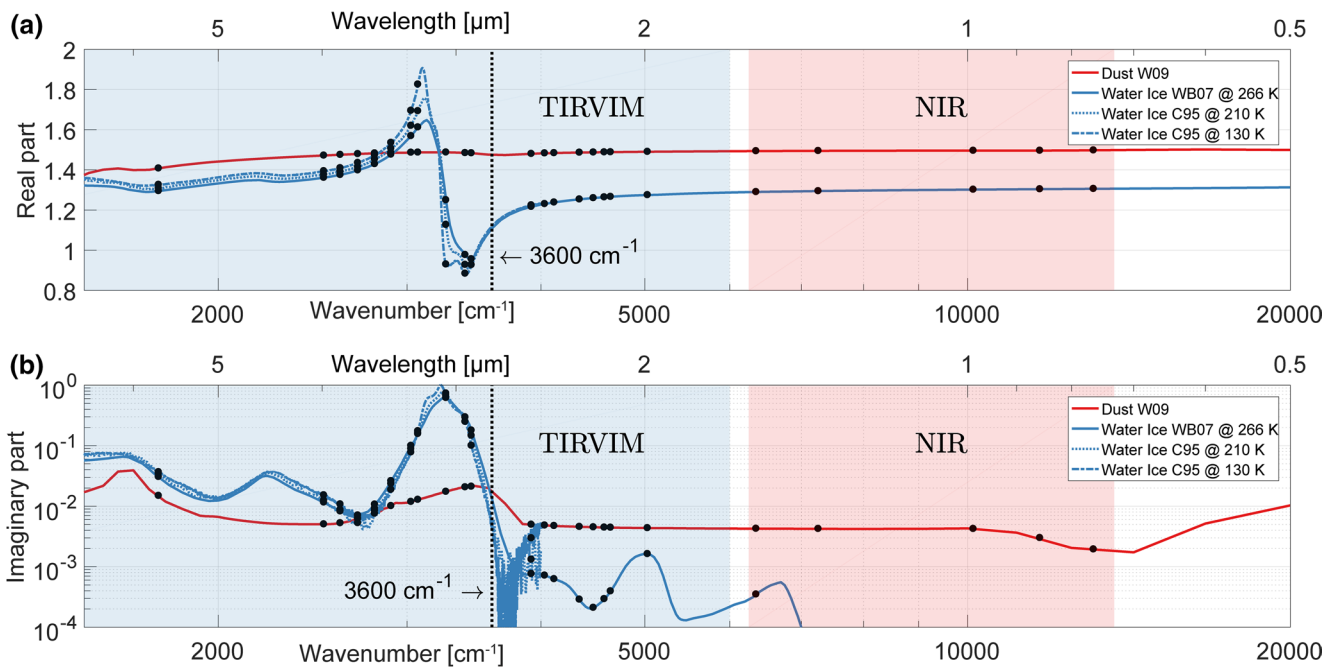 (a)
Wavelength [µm]
5 2 1 0.5
2
1.8
1.6
1.4
1.2
1
0.8
Real part
TIRVIM
NIR
Dust W09
Water Ice WB07 @ 266 K
Water Ice C95 @ 210 K
Water Ice C95 @ 130 K
← 3600 cm⁻¹
2000 5000 10000 20000
Wavenumber [cm⁻¹]
(b)
Wavelength [µm]
5 2 1 0.5
10⁰
10⁻¹
10⁻²
10⁻³
10⁻⁴
Imaginary part
TIRVIM
NIR
Dust W09
Water Ice WB07 @ 266 K
Water Ice C95 @ 210 K
Water Ice C95 @ 130 K
3600 cm⁻¹ →
2000 5000 10000 20000
Wavenumber [cm⁻¹]